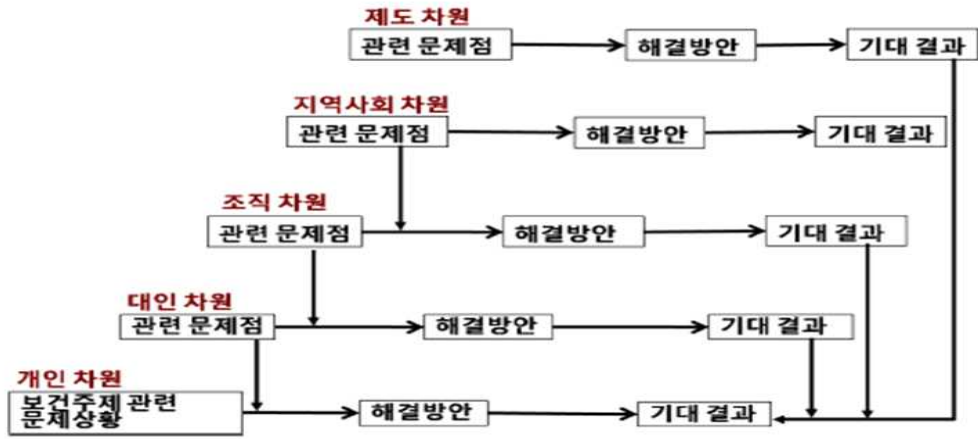 제도 차원
관련 문제점 해결방안 기대 결과
지역사회 차원
관련 문제점 해결방안 기대 결과
조직 차원
관련 문제점 해결방안 기대 결과
대인 차원
관련 문제점 해결방안 기대 결과
개인 차원
보건주제 관련
문제상황 해결방안 기대 결과